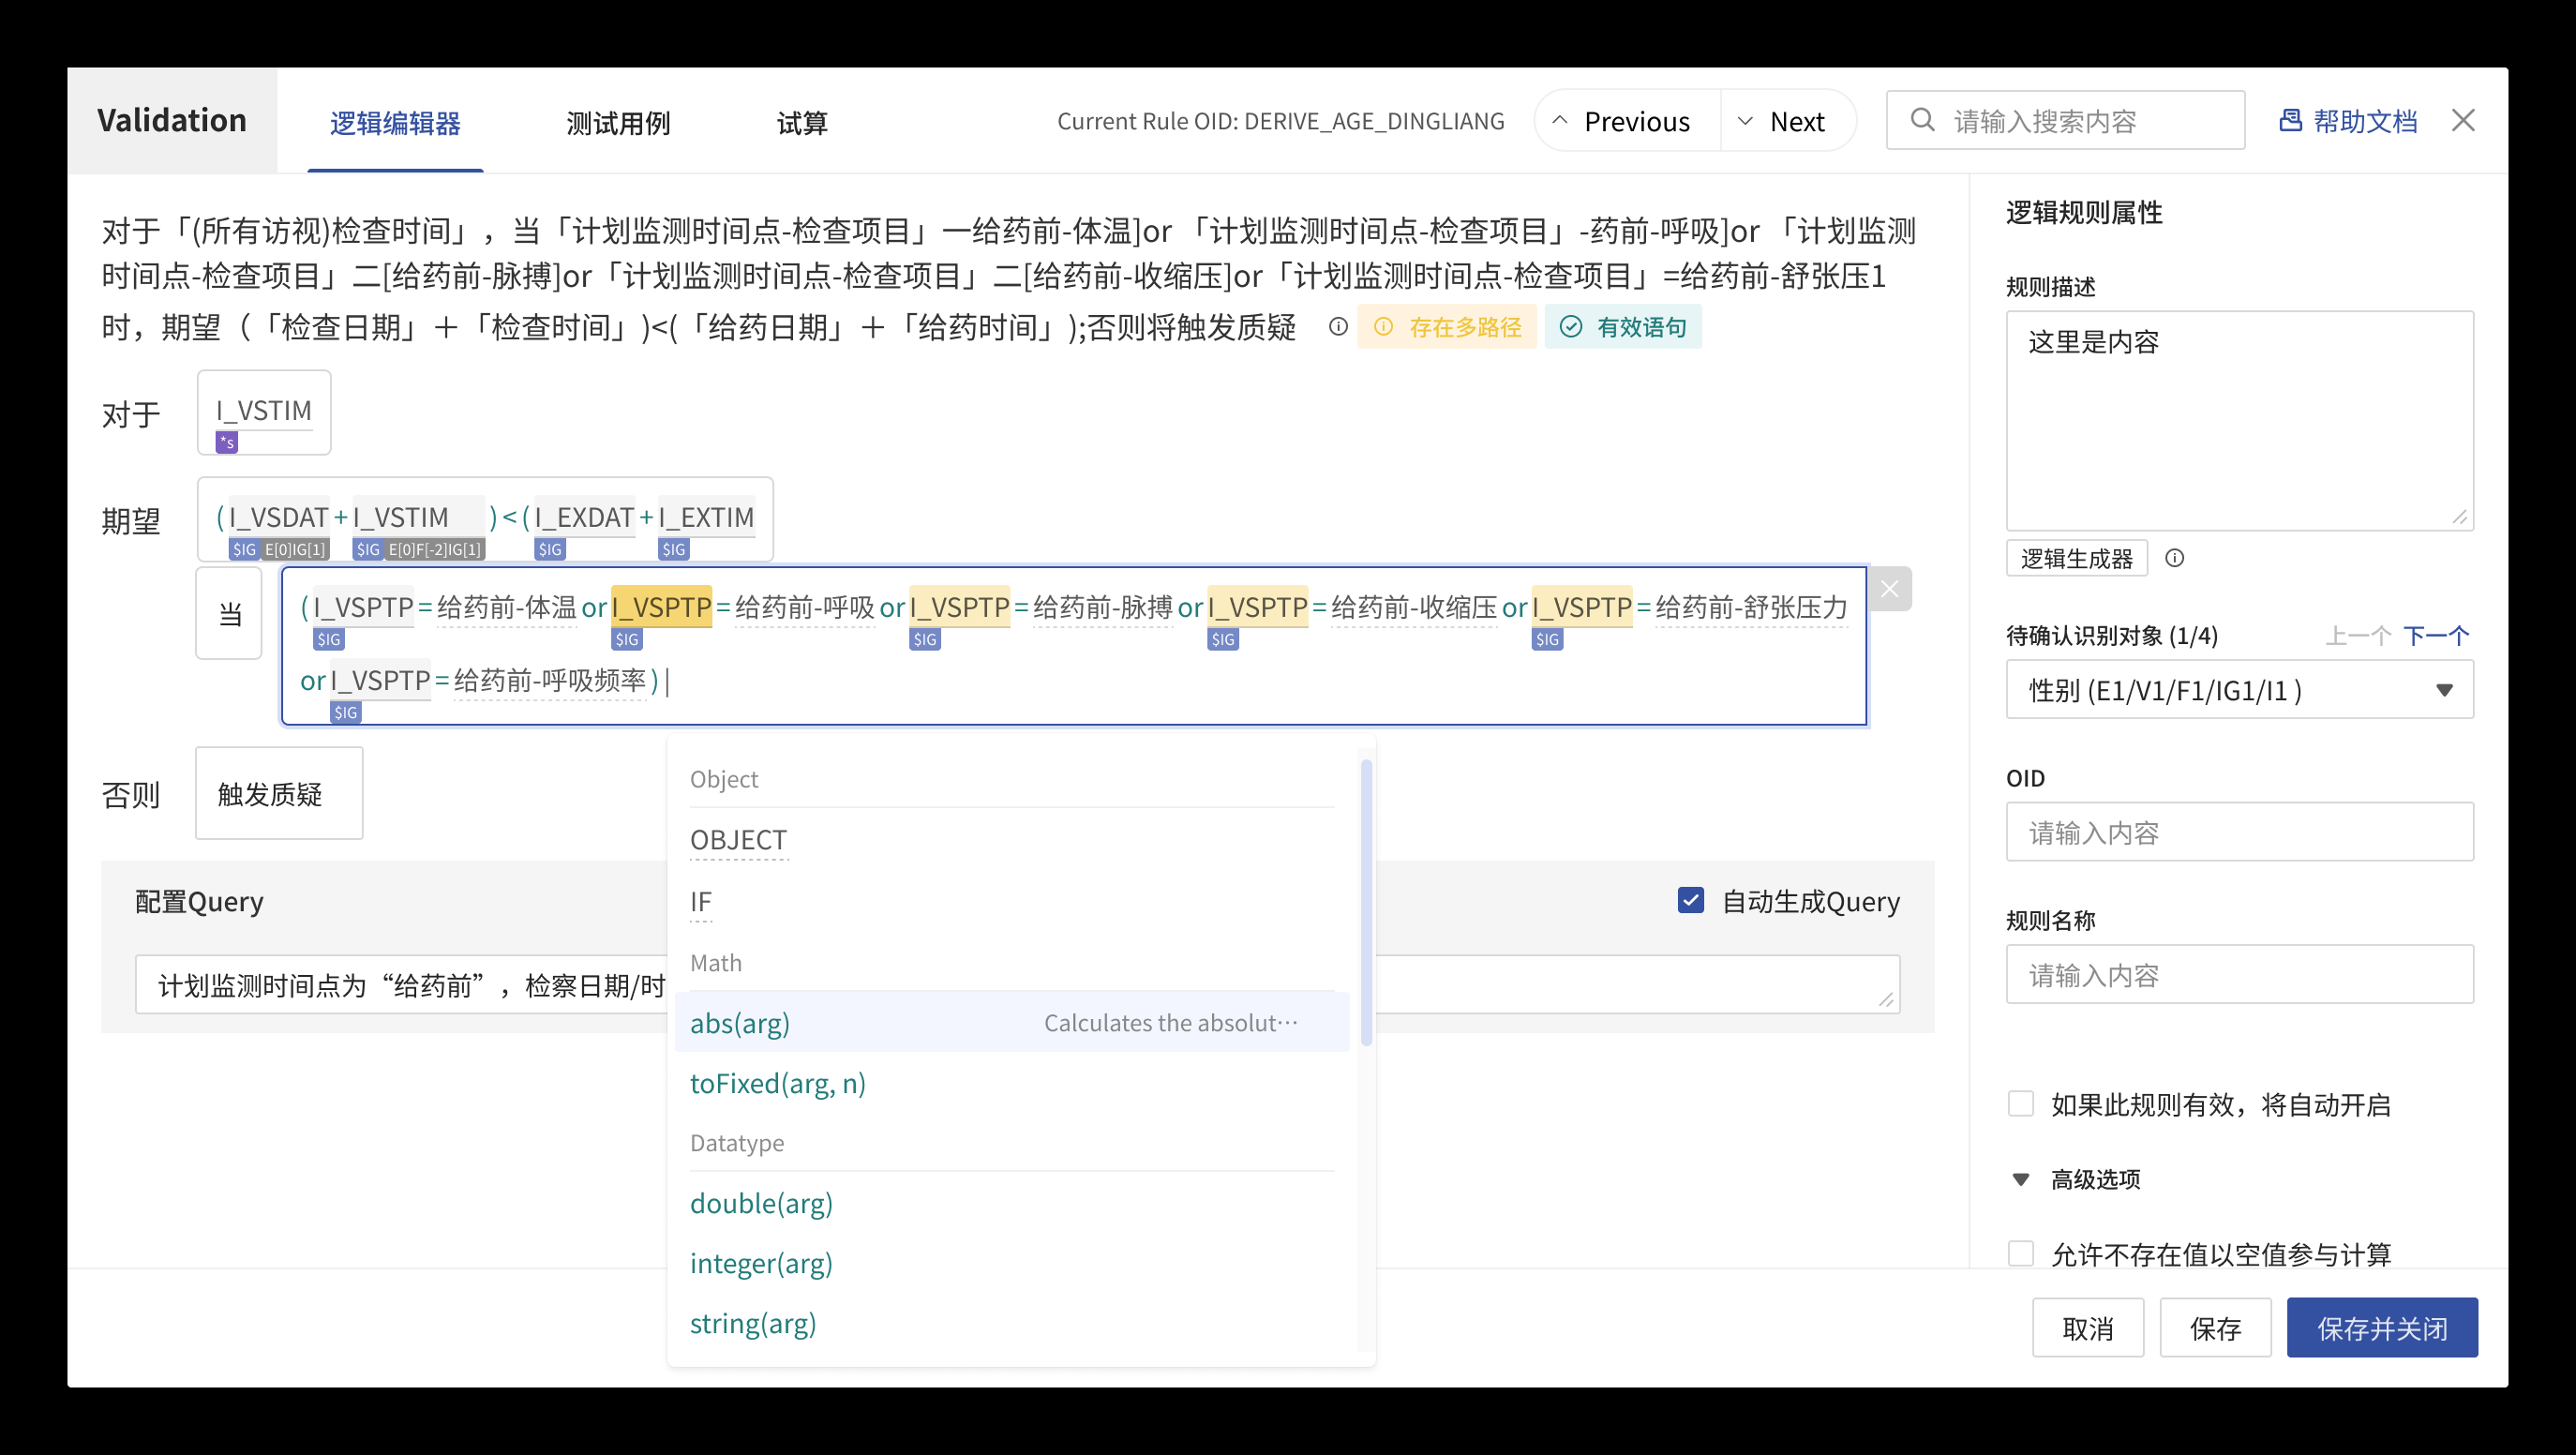 Validation 逻辑编辑器 测试用例 试算 Current Rule OID: DERIVE_AGE_DINGLIANG Previous Next 请输入搜索内容 帮助文档
对于「(所有访视)检查时间」，当「计划监测时间点-检查项目」一给药前-体温]or 「计划监测时间点-检查项目」-药前-呼吸]or 「计划监测
时间点-检查项目」二[给药前-脉搏]or「计划监测时间点-检查项目」二[给药前-收缩压]or「计划监测时间点-检查项目」=给药前-舒张压1
时，期望（「检查日期」＋「检查时间」)<(「给药日期」＋「给药时间」);否则将触发质疑 存在多路径 有效语句
对于 I_VSTIM
*s
期望 (I_VSDAT+I_VSTIM )<(I_EXDAT+I_EXTIM
$IG E[0]IG[1] $IG E[0]F[-2]IG[1] $IG $IG
当 (I_VSPTP=给药前-体温 or I_VSPTP=给药前-呼吸 or I_VSPTP=给药前-脉搏 or I_VSPTP=给药前-收缩压 or I_VSPTP=给药前-舒张压力
$IG $IG $IG $IG $IG
or I_VSPTP=给药前-呼吸频率)
$IG
否则 触发质疑
配置Query 自动生成Query
计划监测时间点为“给药前”，检察日期/时
Object
OBJECT
IF
Math
abs(arg) Calculates the absolut…
toFixed(arg, n)
Datatype
double(arg)
integer(arg)
string(arg)
逻辑规则属性
规则描述
这里是内容
逻辑生成器
待确认识别对象 (1/4) 上一个 下一个
性别 (E1/V1/F1/IG1/I1 )
OID
请输入内容
规则名称
请输入内容
如果此规则有效，将自动开启
高级选项
允许不存在值以空值参与计算
取消 保存 保存并关闭